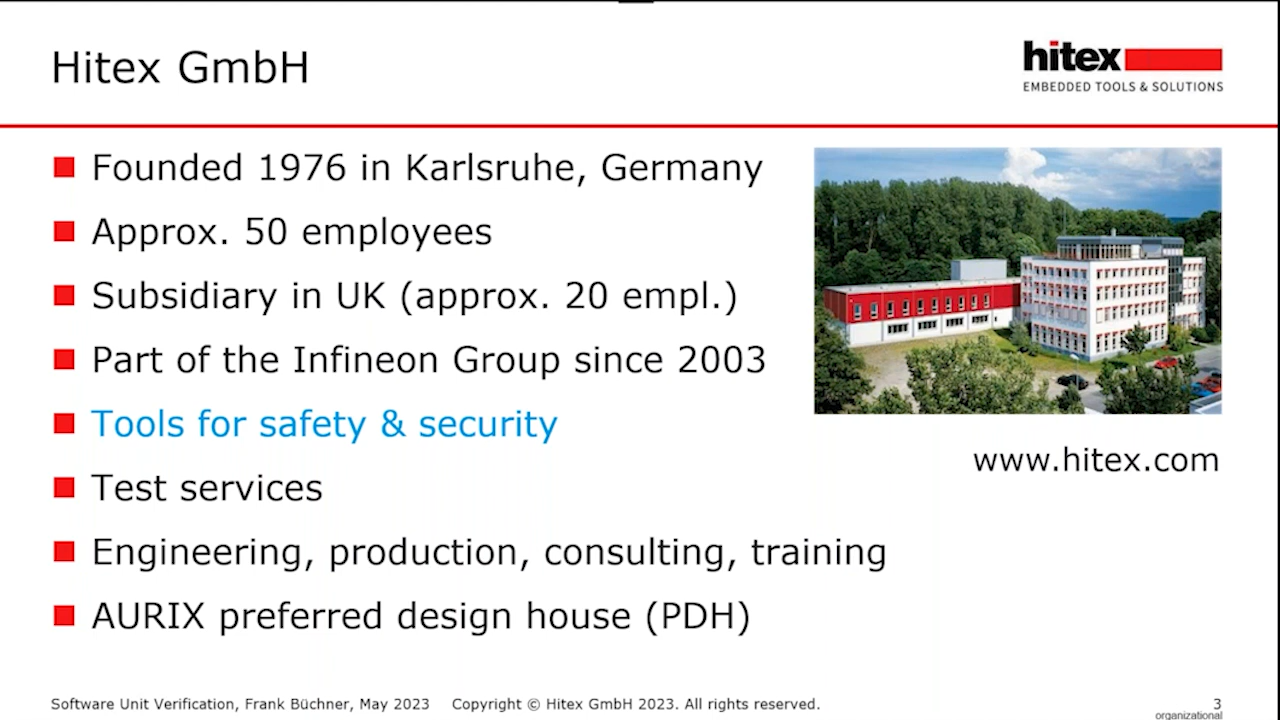 Hitex GmbH
hitex
EMBEDDED TOOLS & SOLUTIONS
Founded 1976 in Karlsruhe, Germany
Approx. 50 employees
Subsidiary in UK (approx. 20 empl.)
Part of the Infineon Group since 2003
Tools for safety & security
Test services
Engineering, production, consulting, training
AURIX preferred design house (PDH)
www.hitex.com
Software Unit Verification, Frank Büchner, May 2023 Copyright © Hitex GmbH 2023. All rights reserved.
3
organizational